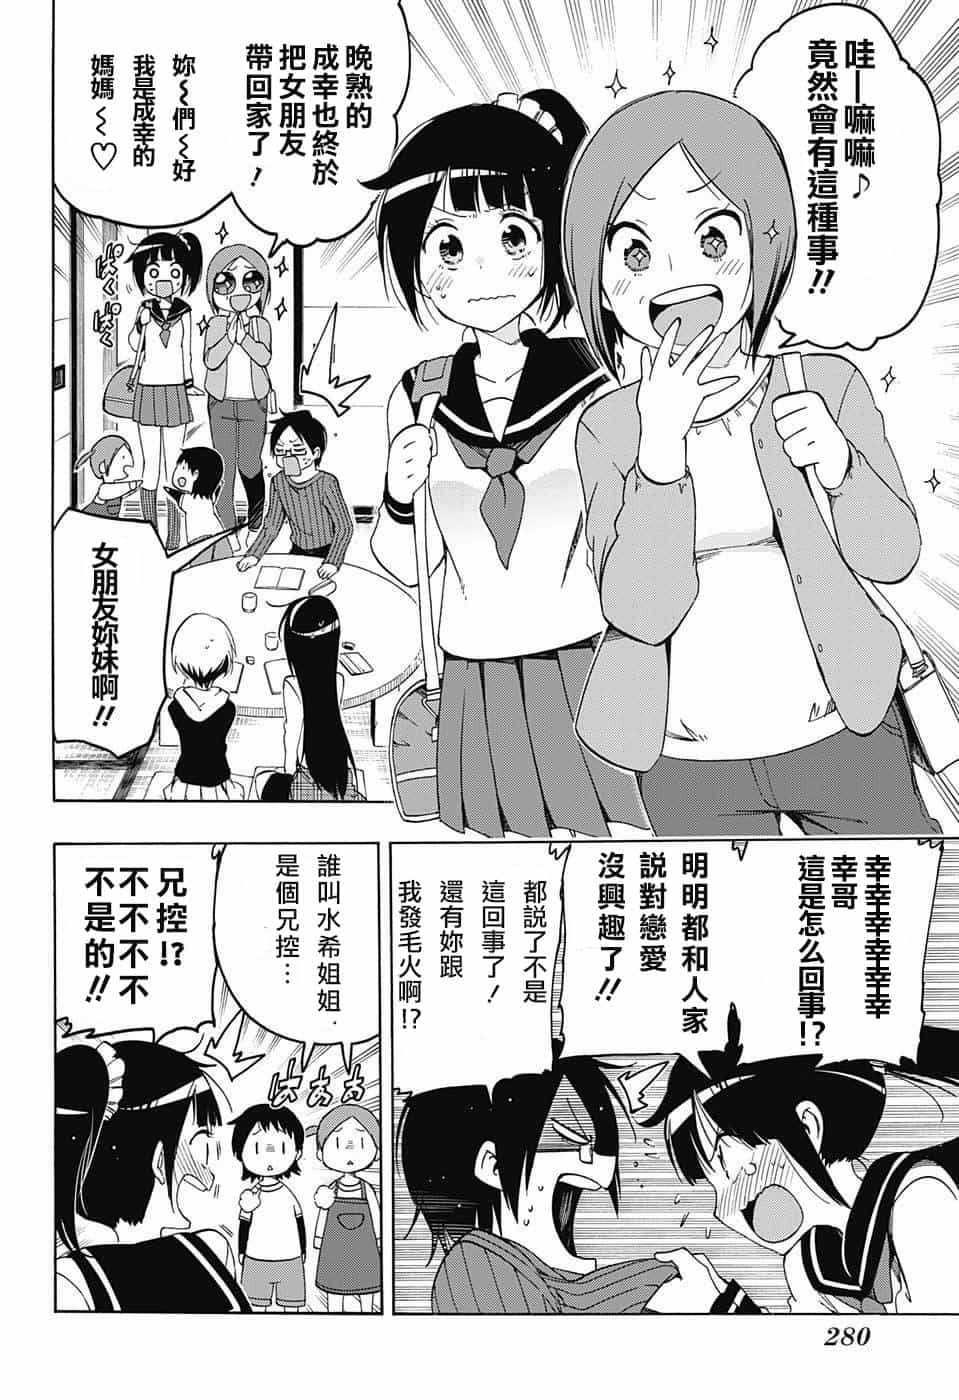 哇ー嘛嘛♪
竟然會有這種事!!
晚熟的
成幸也終於
把女朋友
帶回家了!
妳～們～好
我是成幸的
媽媽～♡
ぱく
ぱく
女朋友妳妹啊!!
幸幸幸幸幸幸
幸哥
這是怎么回事!?
明明都和人家
說對戀愛
沒興趣了!!
都説了不是
這回事了!
還有妳跟
我發毛火啊!?
誰叫水希姐姐.
是個兄控…
はぁぁぁ
兄控!?
不不不不
不是的!!
280